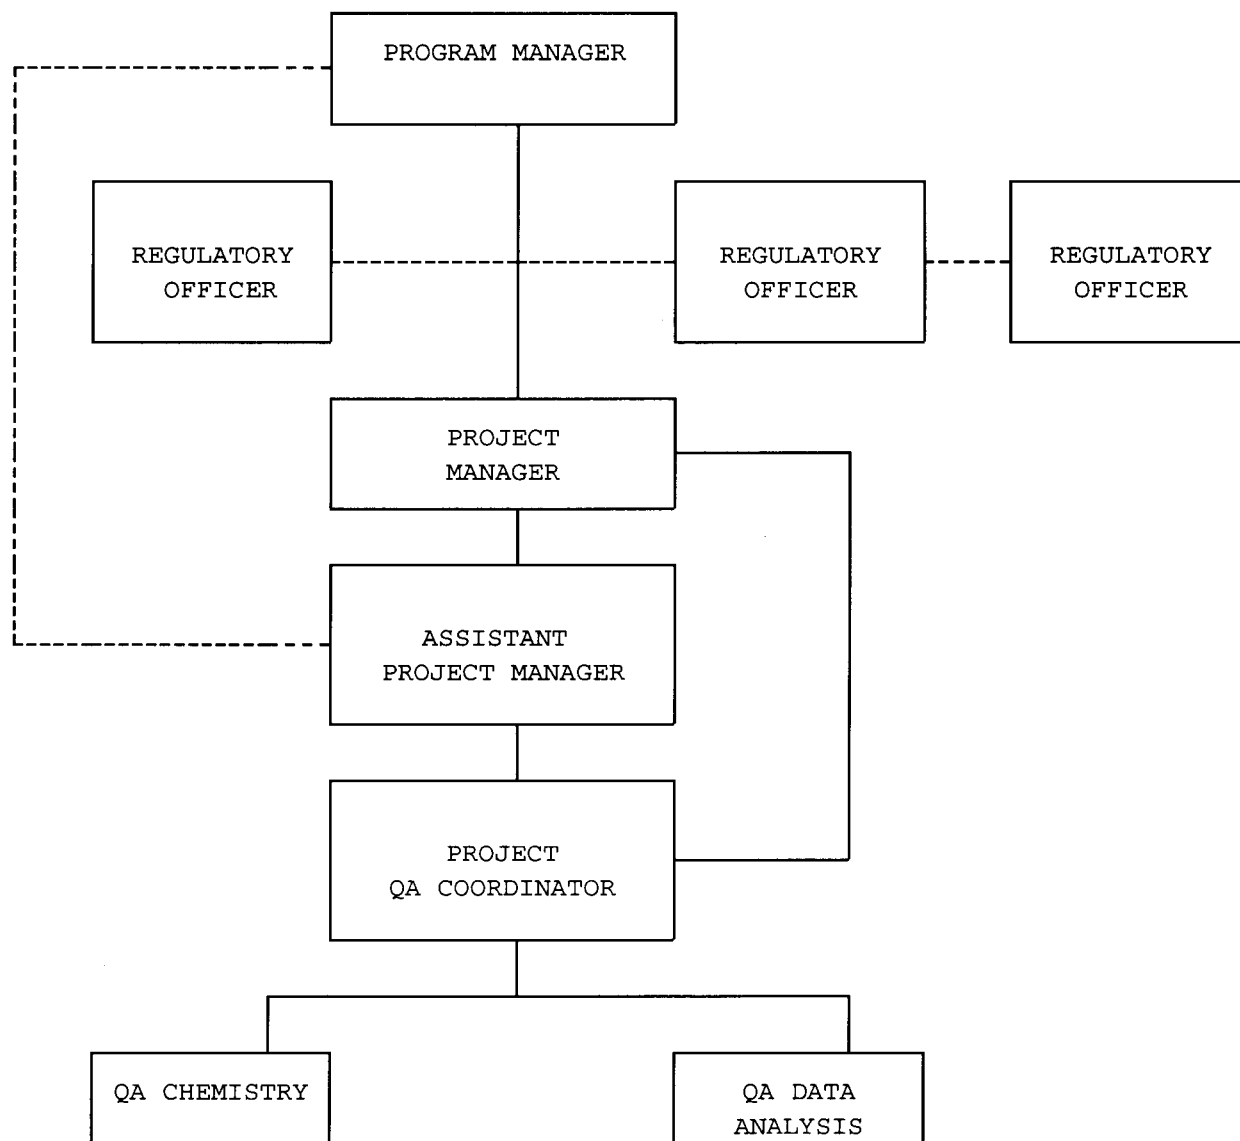 PROGRAM MANAGER
REGULATORY
OFFICER
REGULATORY
OFFICER
REGULATORY
OFFICER
PROJECT
MANAGER
ASSISTANT
PROJECT MANAGER
PROJECT
QA COORDINATOR
QA CHEMISTRY
QA DATA
ANALYSIS